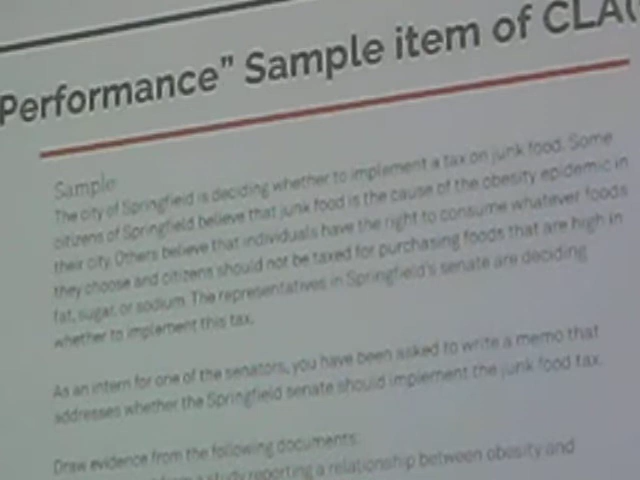 Performance" Sample item of CLA(
Sample
The city of Springfield is deciding whether to implement a tax on junk food. Some
citizens of Springfield believe that junk food is the cause of the obesity epidemic in
their city. Others believe that individuals have the right to consume whatever foods
they choose and citizens should not be taxed for purchasing foods that are high in
fat, sugar, or sodium. The representatives in Springfield's senate are deciding
whether to implement this tax.
As an intern for one of the senators, you have been asked to write a memo that
addresses whether the Springfield senate should implement the junk food tax.
Draw evidence from the following documents:
from a study reporting a relationship between obesity and